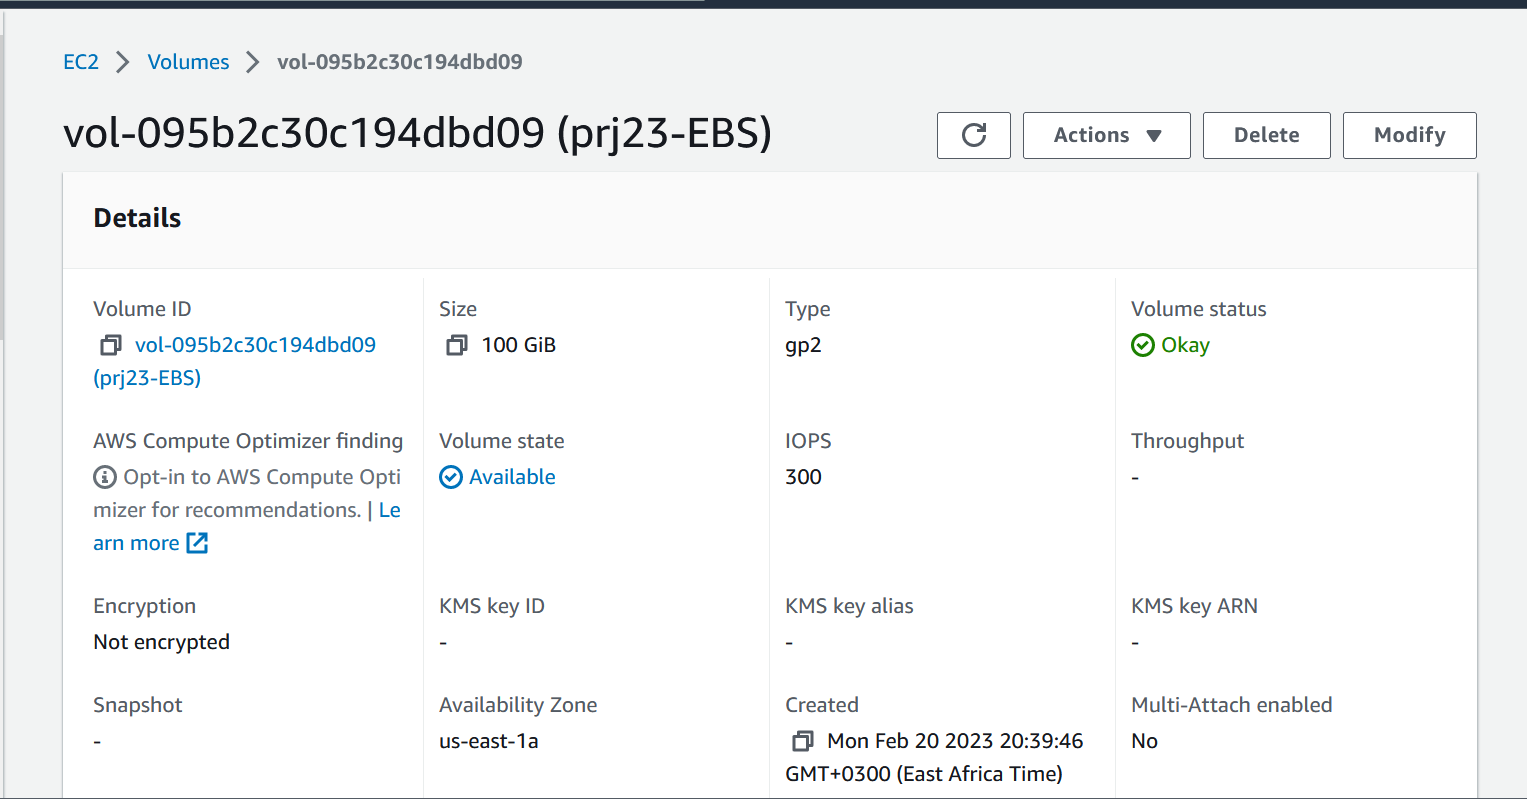 EC2 > Volumes > vol-095b2c30c194dbd09
vol-095b2c30c194dbd09 (prj23-EBS)
Actions
Delete
Modify
Details
Volume ID
vol-095b2c30c194dbd09
(prj23-EBS)
Size
100 GiB
Type
gp2
Volume status
Okay
AWS Compute Optimizer finding
Opt-in to AWS Compute Opti
mizer for recommendations. | Le
arn more
Volume state
Available
IOPS
300
Throughput
-
Encryption
Not encrypted
KMS key ID
-
KMS key alias
-
KMS key ARN
-
Snapshot
-
Availability Zone
us-east-1a
Created
Mon Feb 20 2023 20:39:46
GMT+0300 (East Africa Time)
Multi-Attach enabled
No